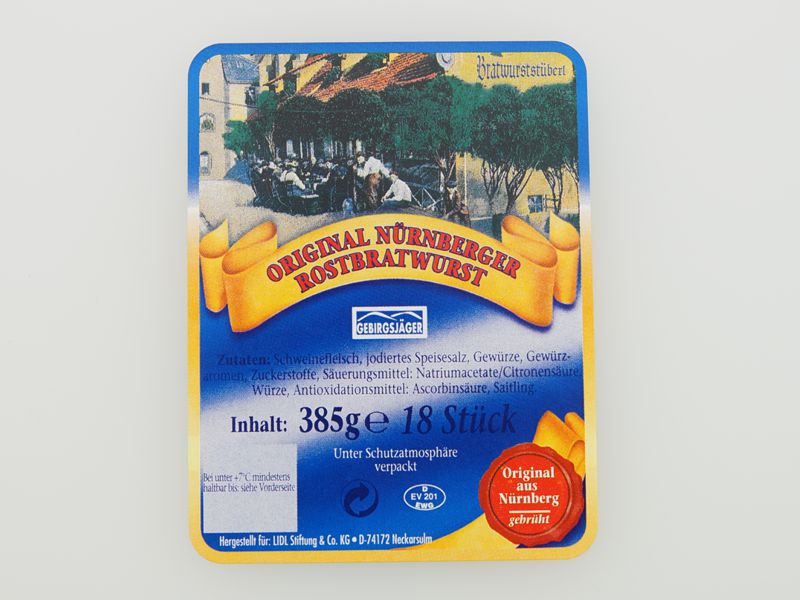 Bratwurststüberl
ORIGINAL NÜRNBERGER
ROSTBRATWURST
GEBIRGSJÄGER
Zutaten: Schweinefleisch, jodiertes Speisesalz, Gewürze, Gewürz-
aromen, Zuckerstoffe, Säuerungsmittel: Natriumacetate/Citronensäure,
Würze, Antioxidationsmittel: Ascorbinsäure, Saitling.
Inhalt: 385g ℮ 18 Stück
Unter Schutzatmosphäre
verpackt
Bei unter +7°C mindestens
haltbar bis: siehe Vorderseite
D
EV 201
EWG
Original
aus
Nürnberg
gebrüht
Hergestellt für: LIDL Stiftung & Co. KG • D-74172 Neckarsulm